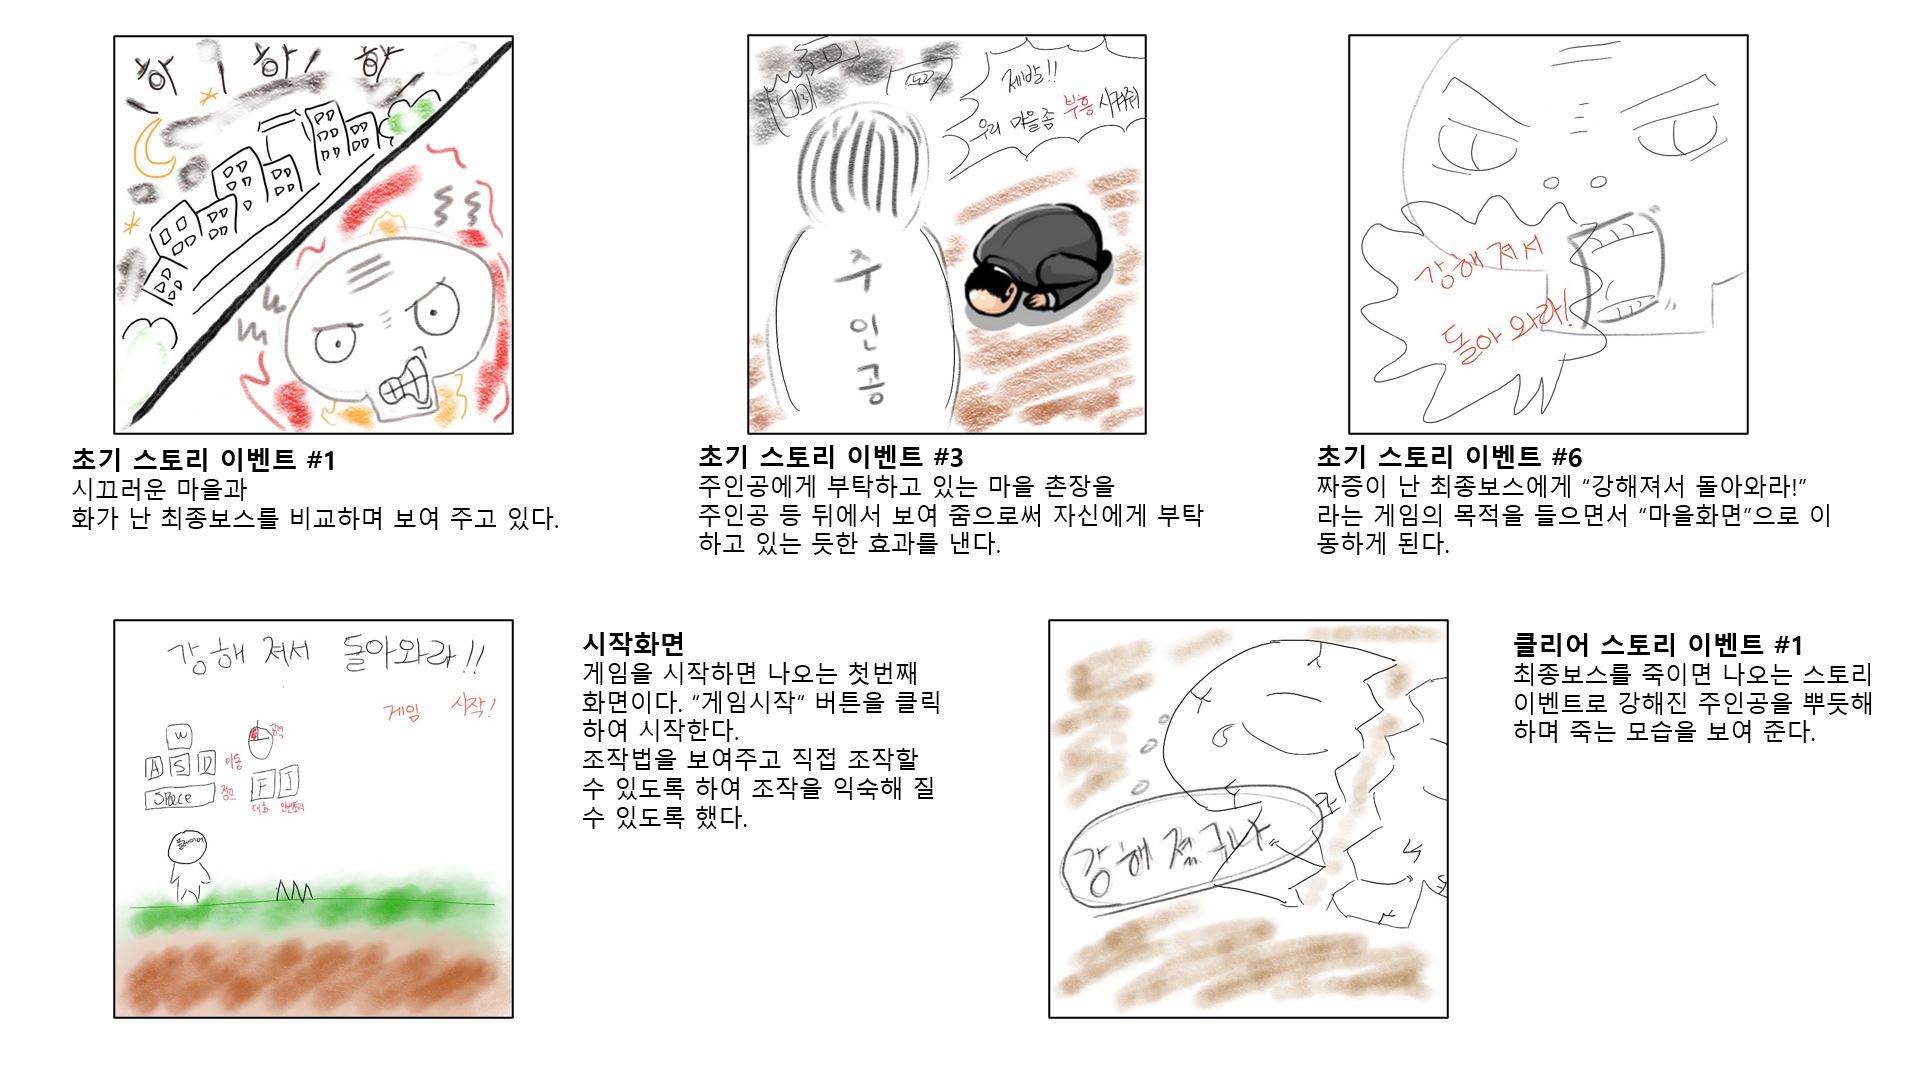 하 하 하
초기 스토리 이벤트 #1
시끄러운 마을과
화가 난 최종보스를 비교하며 보여 주고 있다.
제발!!
우리 마을좀 부흥 시켜줘
주
인
공
초기 스토리 이벤트 #3
주인공에게 부탁하고 있는 마을 촌장을
주인공 등 뒤에서 보여 줌으로써 자신에게 부탁
하고 있는 듯한 효과를 낸다.
강해져서
돌아 와라!
초기 스토리 이벤트 #6
짜증이 난 최종보스에게 “강해져서 돌아와라!”
라는 게임의 목적을 들으면서 “마을화면”으로 이
동하게 된다.
강해져서 돌아와라!!
게임 시작!
W 공격
A S D 이동
F J
Space 점프
대화 인벤토리
플레이어
시작화면
게임을 시작하면 나오는 첫번째
화면이다. “게임시작” 버튼을 클릭
하여 시작한다.
조작법을 보여주고 직접 조작할
수 있도록 하여 조작을 익숙해 질
수 있도록 했다.
강해졌구나
클리어 스토리 이벤트 #1
최종보스를 죽이면 나오는 스토리
이벤트로 강해진 주인공을 뿌듯해
하며 죽는 모습을 보여 준다.